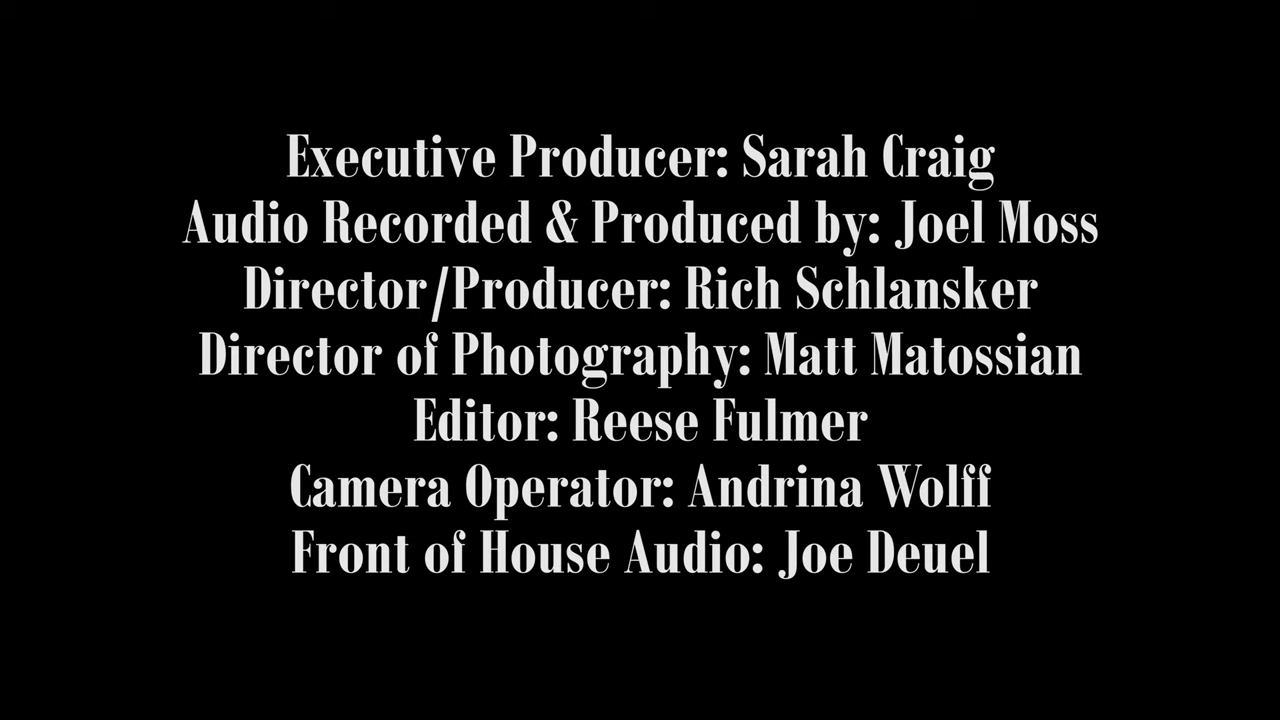 Executive Producer: Sarah Craig
Audio Recorded & Produced by: Joel Moss
Director/Producer: Rich Schlansker
Director of Photography: Matt Matossian
Editor: Reese Fulmer
Camera Operator: Andrina Wolff
Front of House Audio: Joe Deuel